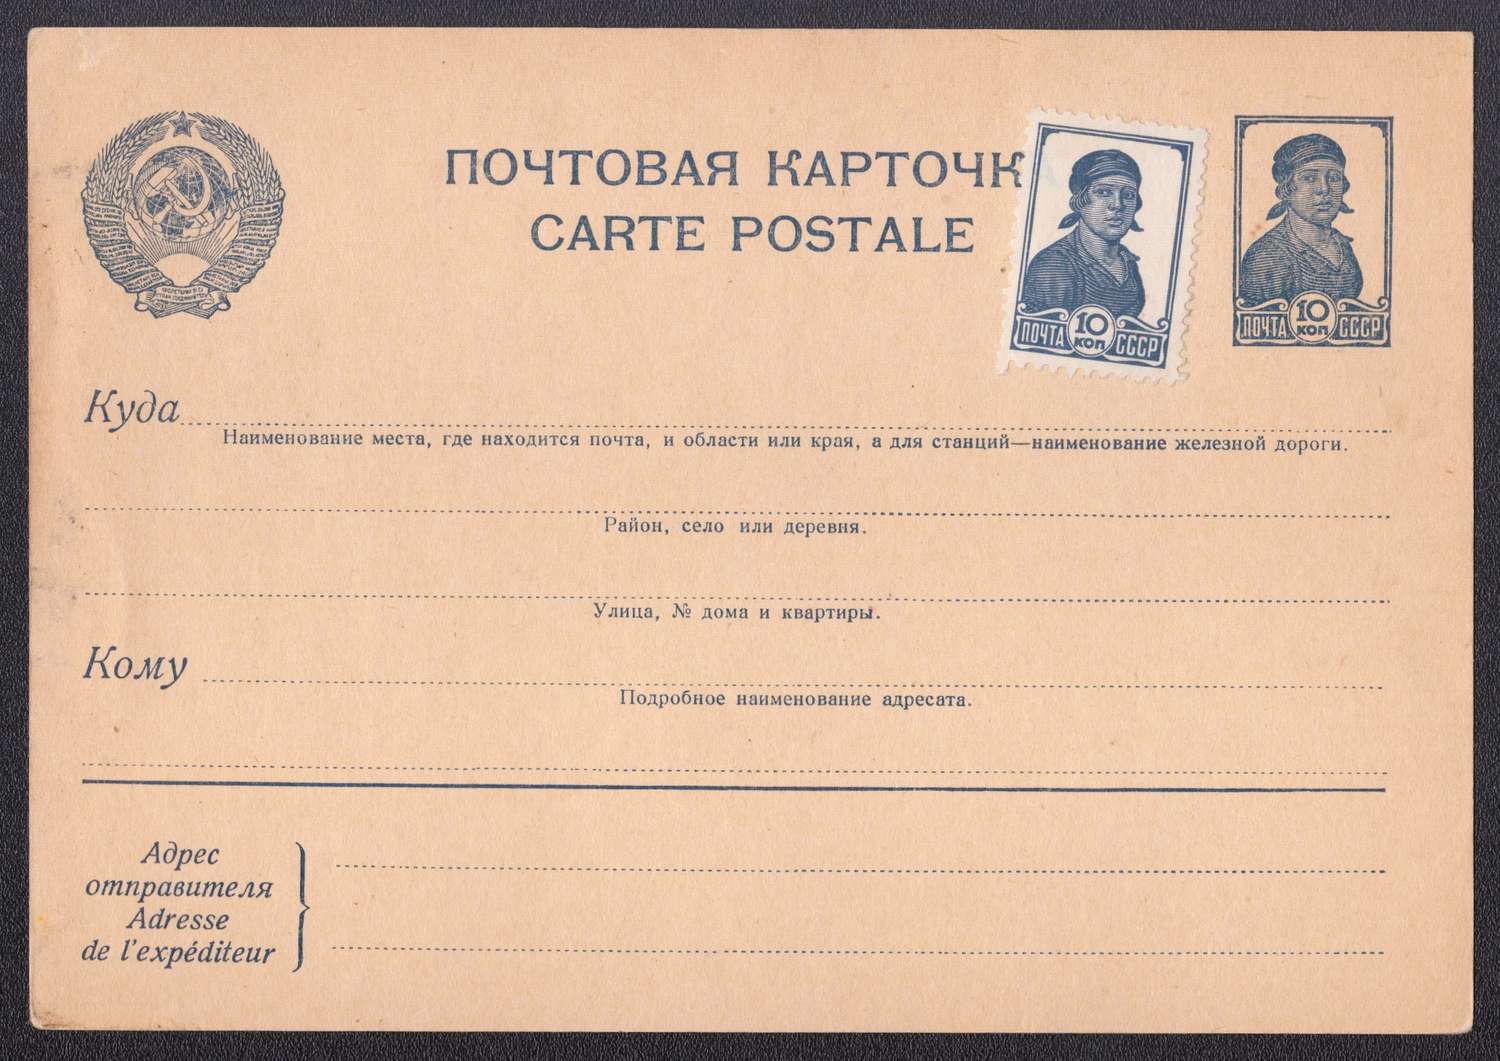 ПОЧТОВАЯ КАРТОЧК
CARTE POSTALE
ПОЧТА 10 КОП СССР
ПОЧТА 10 КОП СССР
Куда
Наименование места, где находится почта, и области или края, а для станций—наименование железной дороги.
Район, село или деревня.
Улица, № дома и квартиры.
Кому
Подробное наименование адресата.
Адрес
отправителя
Adresse
de l'expéditeur